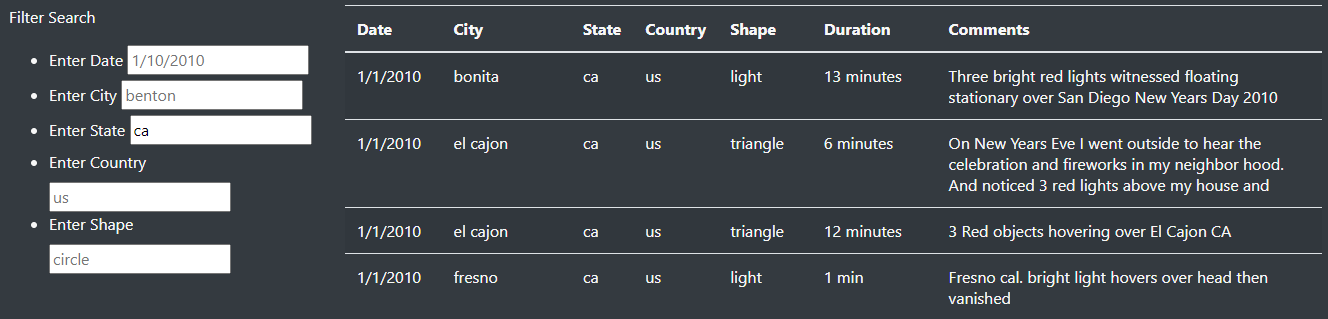 Filter Search
Enter Date 1/10/2010
Enter City benton
Enter State ca
Enter Country
us
Enter Shape
circle
Date City State Country Shape Duration Comments
1/1/2010 bonita ca us light 13 minutes Three bright red lights witnessed floating
stationary over San Diego New Years Day 2010
1/1/2010 el cajon ca us triangle 6 minutes On New Years Eve I went outside to hear the
celebration and fireworks in my neighbor hood.
And noticed 3 red lights above my house and
1/1/2010 el cajon ca us triangle 12 minutes 3 Red objects hovering over El Cajon CA
1/1/2010 fresno ca us light 1 min Fresno cal. bright light hovers over head then
vanished